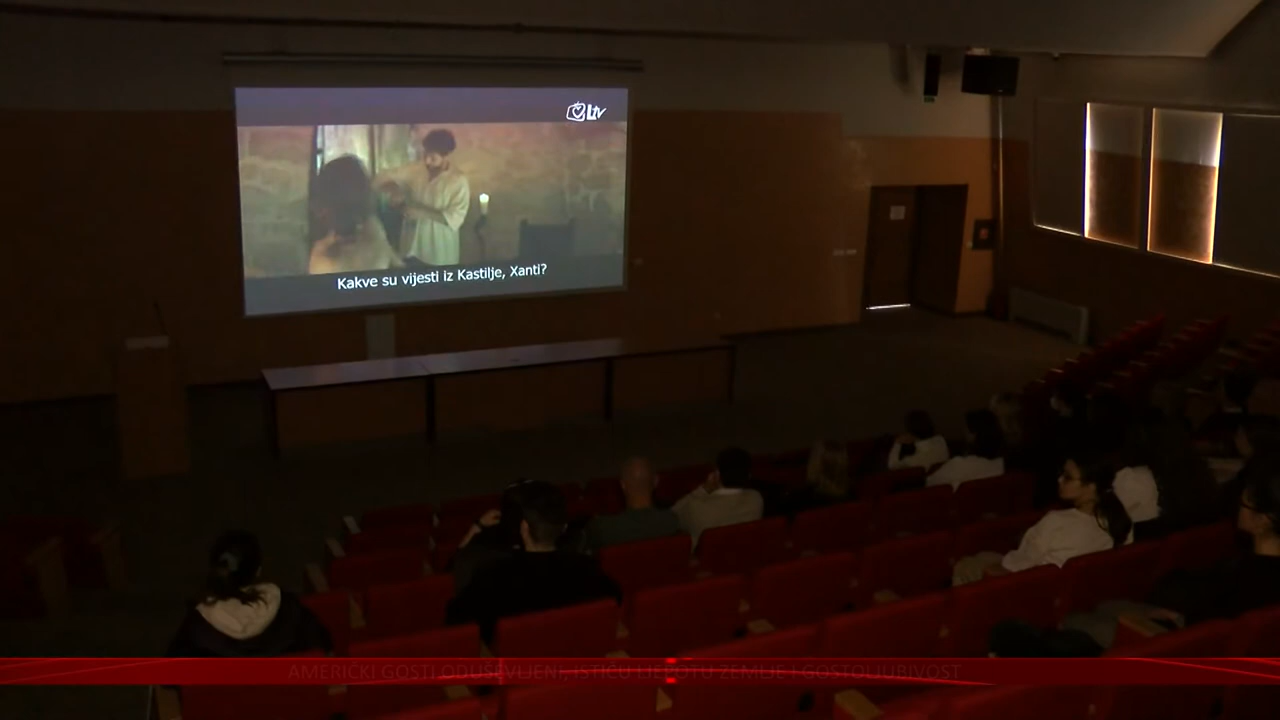 Ltv
Kakve su vijesti iz Kastilje, Xanti?
AMERIČKI GOSTI ODUŠEVLJENI, ISTIČU LJEPOTU ZEMLJE I GOSTOLJUBIVOST